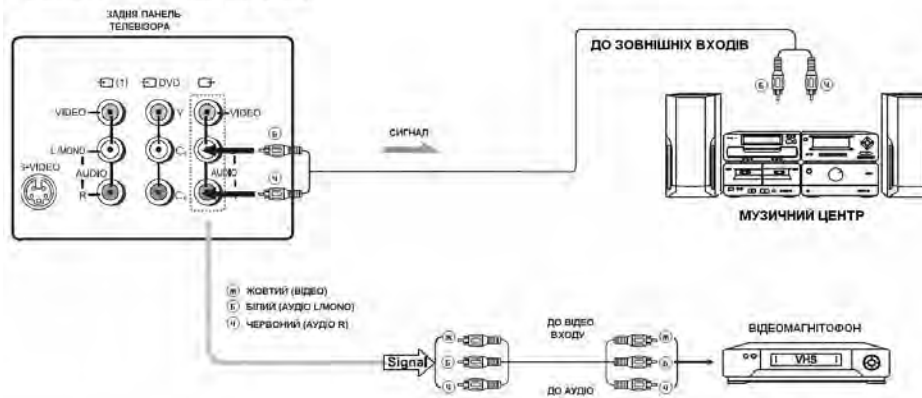 ЗАДНЯ ПАНЕЛЬ
ТЕЛЕВІЗОРА
(1)
DVD
VIDEO
Y
VIDEO
L/MONO
S-VIDEO
AUDIO
AUDIO
R
Б
Ч
СИГНАЛ
ДО ЗОВНІШНІХ ВХОДІВ
Б
Ч
МУЗИЧНИЙ ЦЕНТР
Ж ЖОВТИЙ (ВІДЕО)
Б БІЛИЙ (АУДІО L/MONO)
Ч ЧЕРВОНИЙ (АУДІО R)
Signal
Ж
Б
Ч
ДО ВІДЕО
ВХОДУ
ДО АУДІО
Ж
Б
Ч
ВІДЕОМАГНІТОФОН
VHS